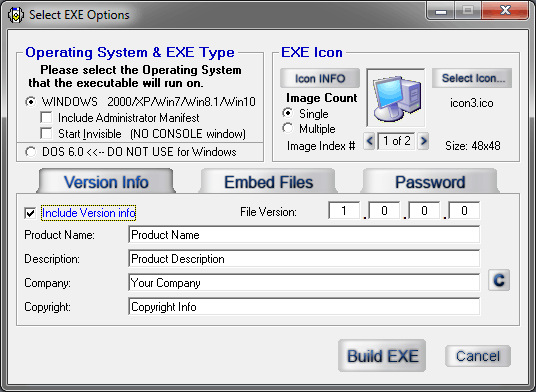 Select EXE Options
Operating System & EXE Type
Please select the Operating System
that the executable will run on.
WINDOWS 2000/XP/Win7/Win8.1/Win10
Include Administrator Manifest
Start Invisible (NO CONSOLE window)
DOS 6.0 <<-- DO NOT USE for Windows
EXE Icon
Icon INFO
Select Icon...
Image Count
Single
Multiple
icon3.ico
Image Index #
1 of 2
Size: 48x48
Version Info
Embed Files
Password
Include Version info
File Version: 1 . 0 . 0 . 0
Product Name: Product Name
Description: Product Description
Company: Your Company
C
Copyright: Copyright Info
Build EXE
Cancel